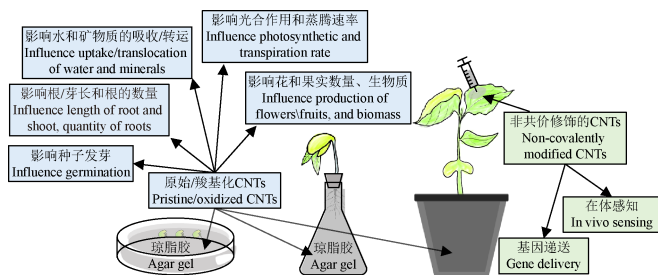 影响水和矿物质的吸收/转运
Influence uptake/translocation
of water and minerals
影响光合作用和蒸腾速率
Influence photosynthetic and
transpiration rate
影响根/芽长和根的数量
Influence length of root and
shoot, quantity of roots
影响花和果实数量、生物质
Influence production of
flowers\fruits, and biomass
影响种子发芽
Influence germination
原始/羧基化CNTs
Pristine/oxidized CNTs
非共价修饰的CNTs
Non-covalently
modified CNTs
在体感知
In vivo sensing
基因递送
Gene delivery
琼脂胶
Agar gel
琼脂胶
Agar gel